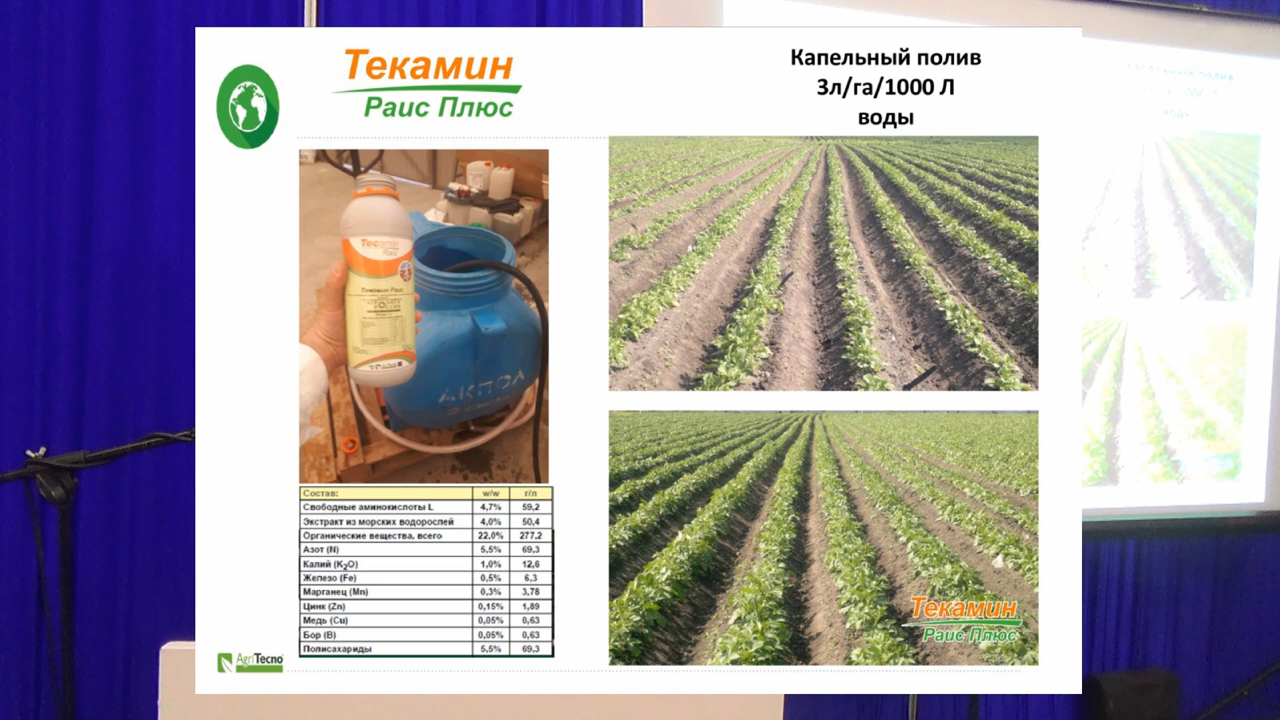 Текамин
Раис Плюс
Капельный полив
3л/га/1000 Л
воды
Tecамин
Текамин Раис
АКПОЛ
Состав: w/w г/л
Свободные аминокислоты L 4,7% 59,2
Экстракт из морских водорослей 4,0% 50,4
Органические вещества, всего 22,0% 277,2
Азот (N) 5,5% 69,3
Калий (K2O) 1,0% 12,6
Железо (Fe) 0,5% 6,3
Марганец (Mn) 0,3% 3,78
Цинк (Zn) 0,15% 1,89
Медь (Cu) 0,05% 0,63
Бор (B) 0,05% 0,63
Полисахариды 5,5% 69,3
Текамин
Раис Плюс
AgriTecno